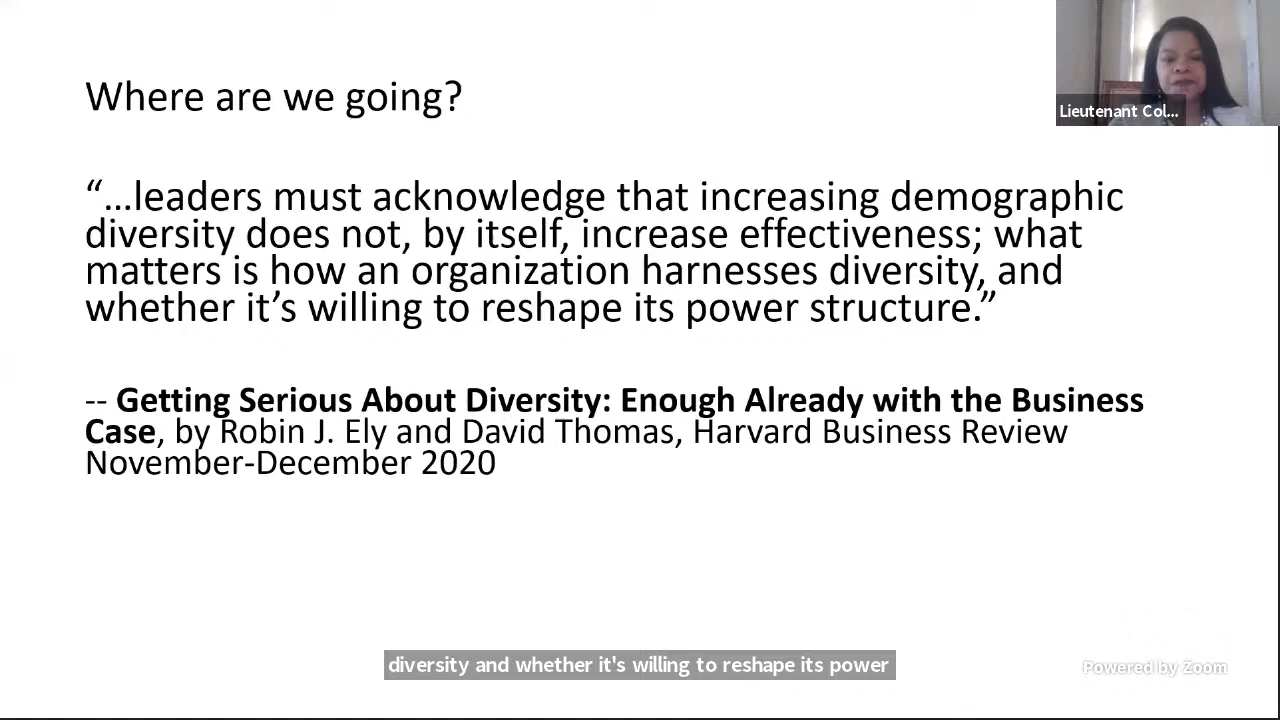 Where are we going?
Lieutenant Col...
“...leaders must acknowledge that increasing demographic
diversity does not, by itself, increase effectiveness; what
matters is how an organization harnesses diversity, and
whether it’s willing to reshape its power structure.”
-- Getting Serious About Diversity: Enough Already with the Business
Case, by Robin J. Ely and David Thomas, Harvard Business Review
November-December 2020
diversity and whether it's willing to reshape its power
Powered by Zoom